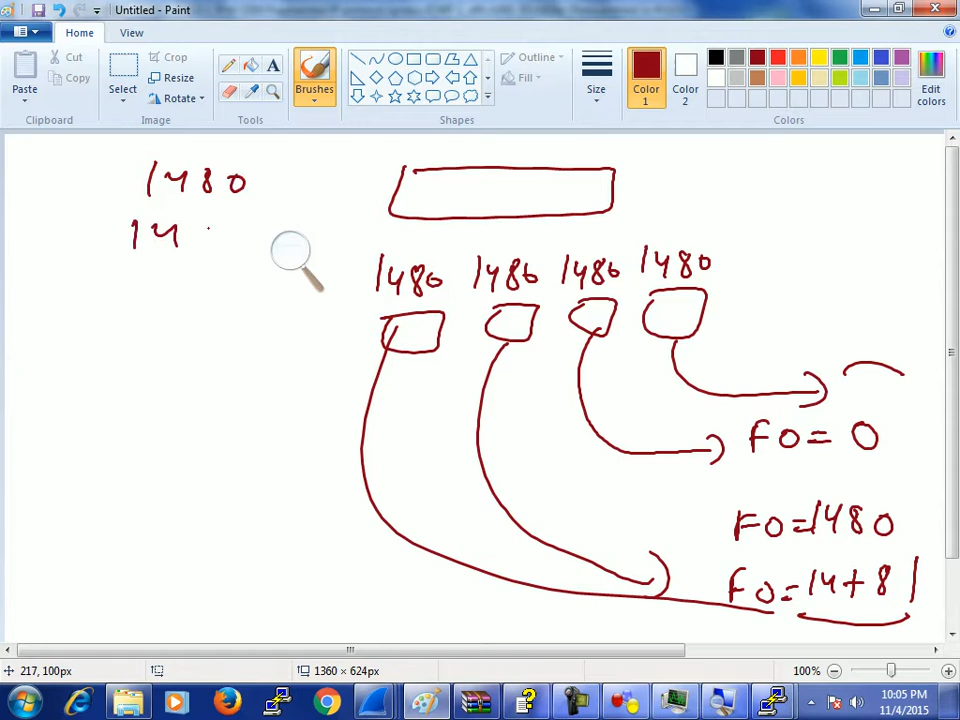 Untitled - Paint
Home
View
Paste
Cut
Copy
Clipboard
Select
Crop
Resize
Rotate
Image
Tools
Brushes
Shapes
Outline
Fill
Size
Color 1
Color 2
Edit colors
Colors
1480
14
1480
1480
1480
1480
FO = 0
FO = 1480
FO = 14+8
217, 100px
1360 × 624px
100%
10:05 PM
11/4/2015